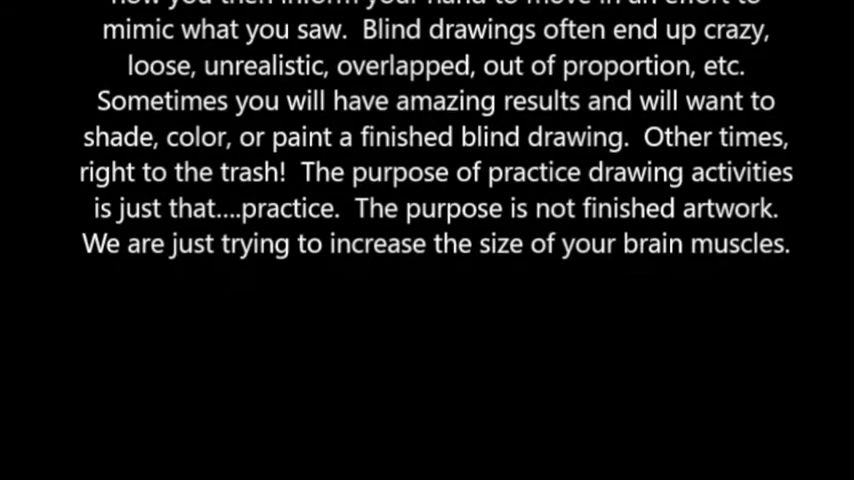 how you then inform your hand to move in an effort to
mimic what you saw.  Blind drawings often end up crazy,
loose, unrealistic, overlapped, out of proportion, etc.
Sometimes you will have amazing results and will want to
shade, color, or paint a finished blind drawing.  Other times,
right to the trash!  The purpose of practice drawing activities
is just that....practice.  The purpose is not finished artwork.
We are just trying to increase the size of your brain muscles.